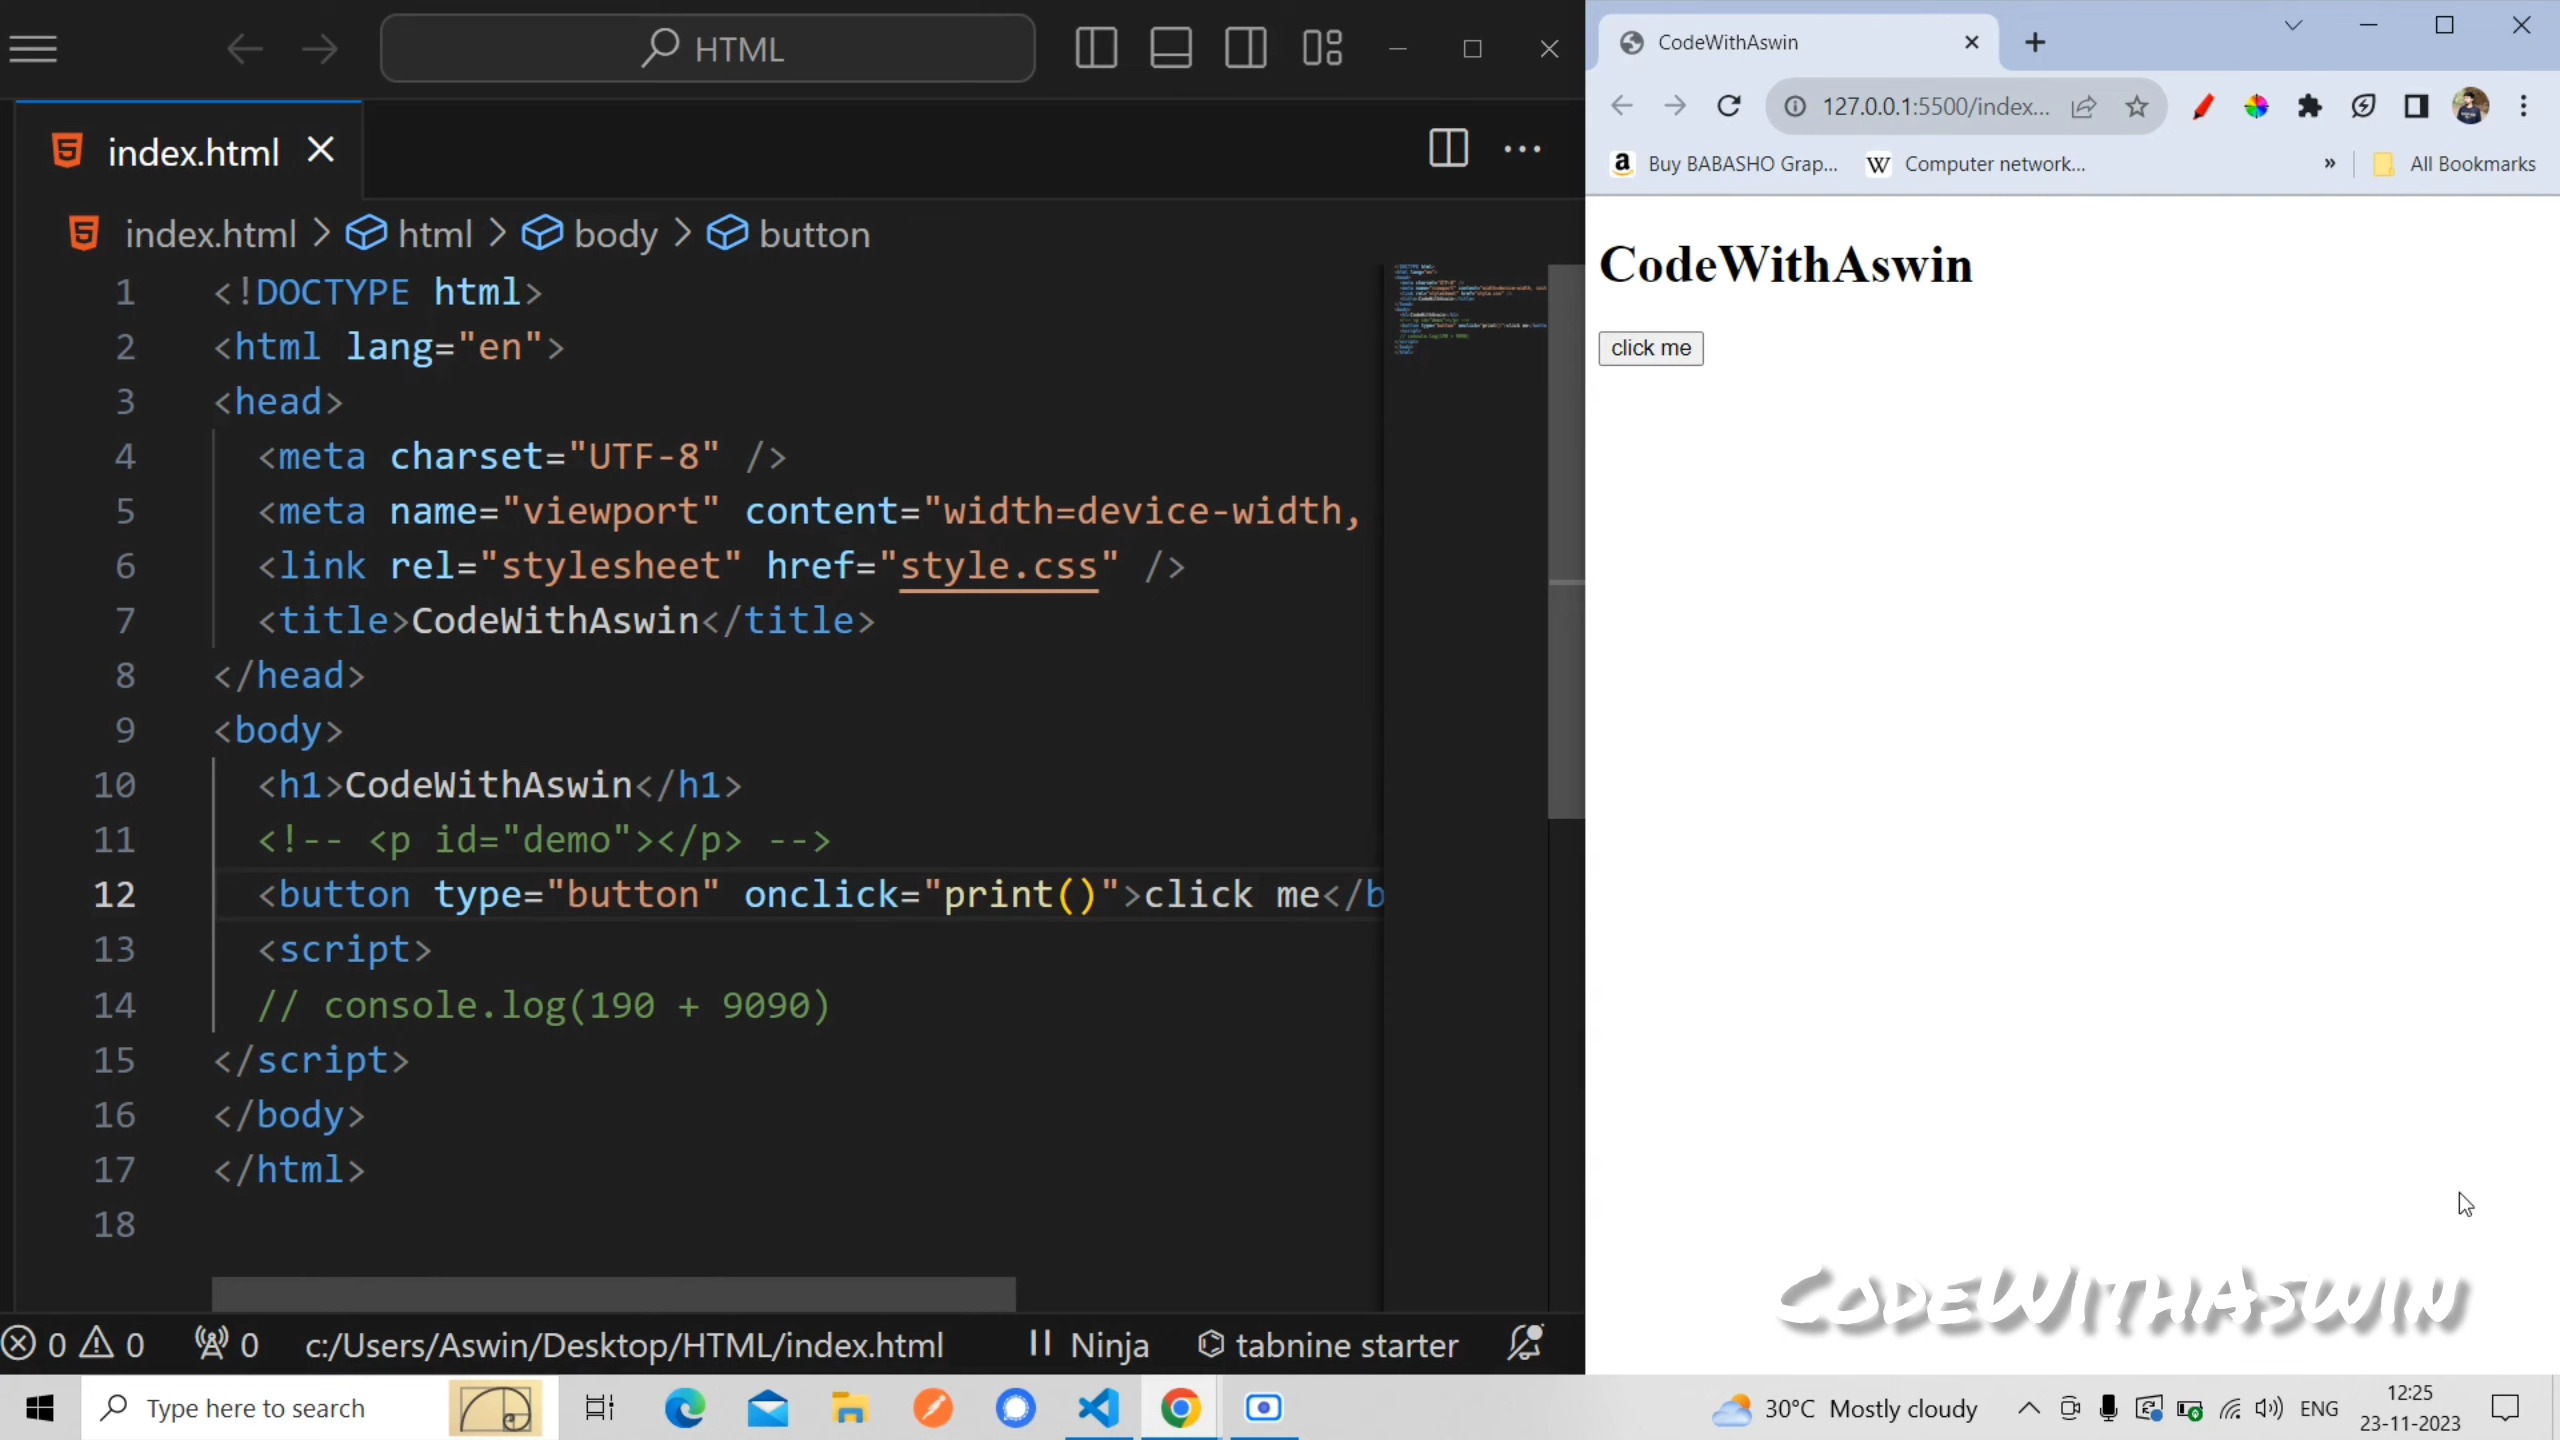 HTML
index.html
index.html > html > body > button
1 <!DOCTYPE html>
2 <html lang="en">
3 <head>
4 <meta charset="UTF-8" />
5 <meta name="viewport" content="width=device-width,
6 <link rel="stylesheet" href="style.css" />
7 <title>CodeWithAswin</title>
8 </head>
9 <body>
10 <h1>CodeWithAswin</h1>
11 <!-- <p id="demo"></p> -->
12 <button type="button" onclick="print()">click me</b
13 <script>
14 // console.log(190 + 9090)
15 </script>
16 </body>
17 </html>
18
0 0 0 c:/Users/Aswin/Desktop/HTML/index.html Ninja tabnine starter
CodeWithAswin
127.0.0.1:5500/index...
Buy BABASHO Grap... Computer network... » All Bookmarks
CodeWithAswin
click me
CodeWithAswin
Type here to search
30°C Mostly cloudy ENG 12:25
23-11-2023